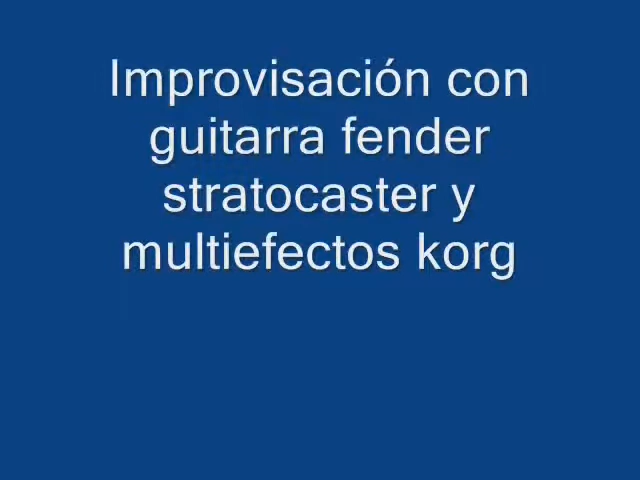 Improvisación con
guitarra fender
stratocaster y
multiefectos korg